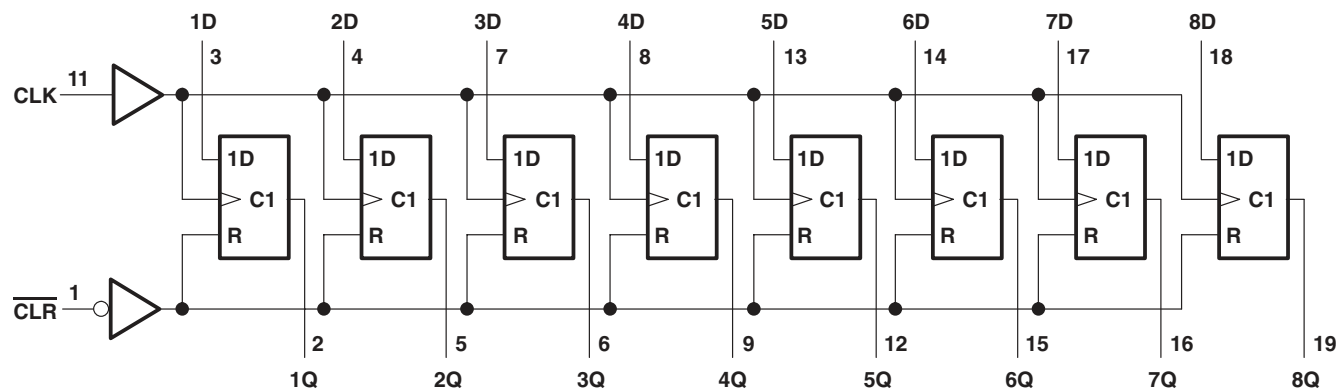 1D 2D 3D 4D 5D 6D 7D 8D
3 4 7 8 13 14 17 18
CLK 11
1D 1D 1D 1D 1D 1D 1D 1D
C1 C1 C1 C1 C1 C1 C1 C1
R R R R R R R R
C̅L̅R̅ 1
2 5 6 9 12 15 16 19
1Q 2Q 3Q 4Q 5Q 6Q 7Q 8Q